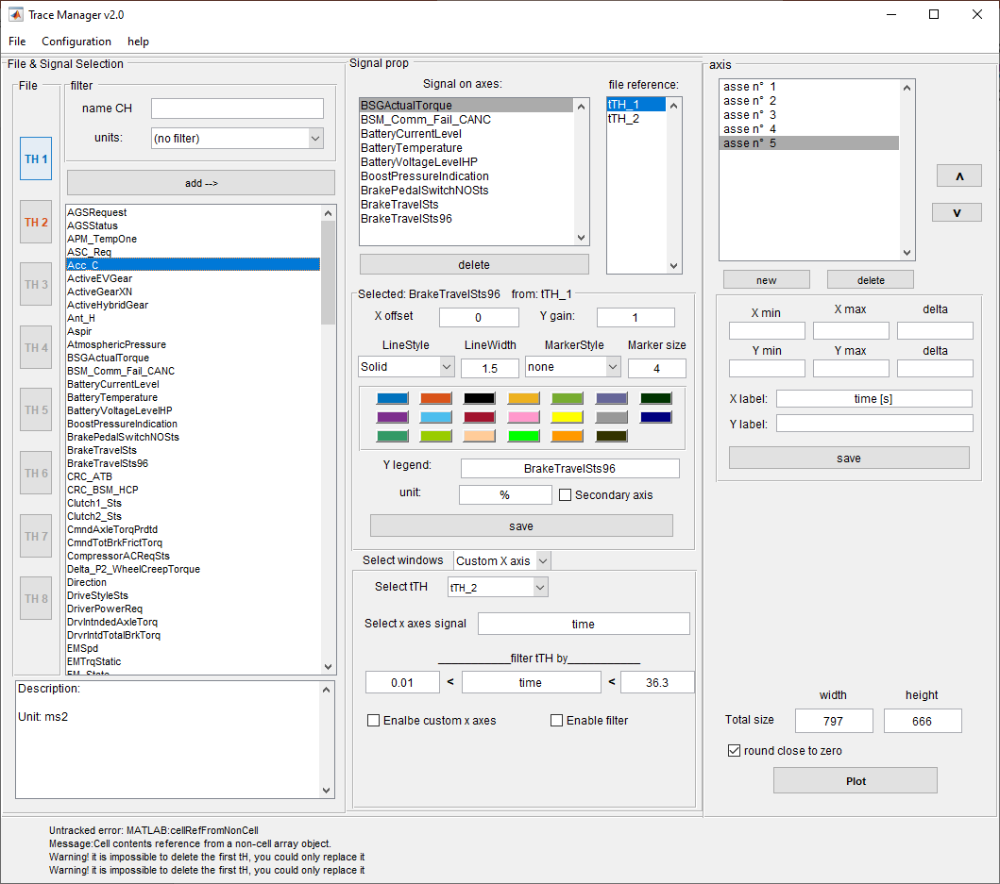 Trace Manager v2.0
File Configuration help
File & Signal Selection
File
TH 1
TH 2
TH 3
TH 4
TH 5
TH 6
TH 7
TH 8
filter
name CH
units: (no filter)
add -->
AGSRequest
AGSStatus
APM_TempOne
ASC_Req
Acc_C
ActiveEVGear
ActiveGearXN
ActiveHybridGear
Ant_H
Aspir
AtmosphericPressure
BSGActualTorque
BSM_Comm_Fail_CANC
BatteryCurrentLevel
BatteryTemperature
BatteryVoltageLevelHP
BoostPressureIndication
BrakePedalSwitchNOSts
BrakeTravelSts
BrakeTravelSts96
CRC_ATB
CRC_BSM_HCP
Clutch1_Sts
Clutch2_Sts
CmndAxleTorqPrdtd
CmndTotBrkFrictTorq
CompressorACReqSts
Delta_P2_WheelCreepTorque
Direction
DriveStyleSts
DriverPowerReq
DrvIntndedAxleTorq
DrvrIntdTotalBrkTorq
EMSpd
EMTrqStatic
EM_State
Description:
Unit: ms2
Signal prop
Signal on axes:
BSGActualTorque
BSM_Comm_Fail_CANC
BatteryCurrentLevel
BatteryTemperature
BatteryVoltageLevelHP
BoostPressureIndication
BrakePedalSwitchNOSts
BrakeTravelSts
BrakeTravelSts96
delete
file reference:
tTH_1
tTH_2
Selected: BrakeTravelSts96 from: tTH_1
X offset 0 Y gain: 1
LineStyle LineWidth MarkerStyle Marker size
Solid 1.5 none 4
Y legend: BrakeTravelSts96
unit: % Secondary axis
save
Select windows Custom X axis
Select tTH tTH_2
Select x axes signal time
____________filter tTH by____________
0.01 < time < 36.3
Enalbe custom x axes Enable filter
axis
asse n° 1
asse n° 2
asse n° 3
asse n° 4
asse n° 5
ʌ
v
new delete
X min X max delta
Y min Y max delta
X label: time [s]
Y label:
save
width height
Total size 797 666
round close to zero
Plot
Untracked error: MATLAB:cellRefFromNonCell
Message:Cell contents reference from a non-cell array object.
Warning! it is impossible to delete the first tH, you could only replace it
Warning! it is impossible to delete the first tH, you could only replace it